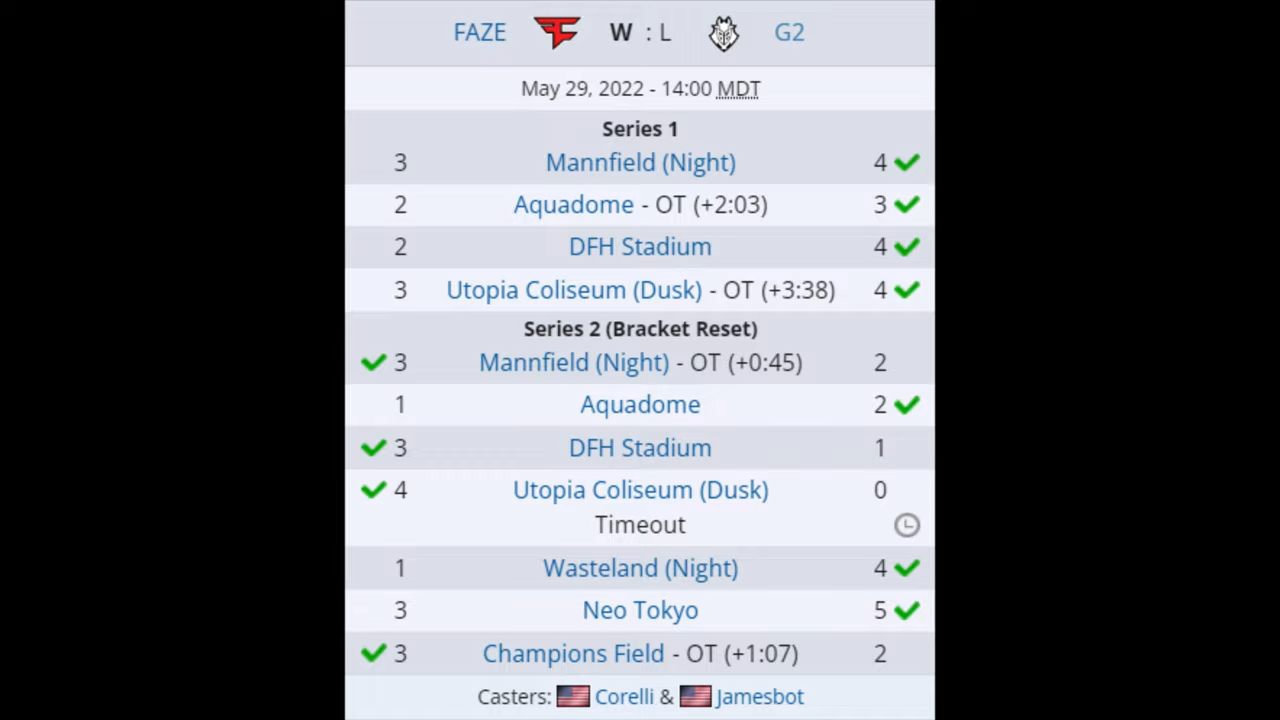 FAZE W : L G2
May 29, 2022 - 14:00 MDT
Series 1
3 Mannfield (Night) 4
2 Aquadome - OT (+2:03) 3
2 DFH Stadium 4
3 Utopia Coliseum (Dusk) - OT (+3:38) 4
Series 2 (Bracket Reset)
3 Mannfield (Night) - OT (+0:45) 2
1 Aquadome 2
3 DFH Stadium 1
4 Utopia Coliseum (Dusk) 0
Timeout
1 Wasteland (Night) 4
3 Neo Tokyo 5
3 Champions Field - OT (+1:07) 2
Casters: Corelli & Jamesbot